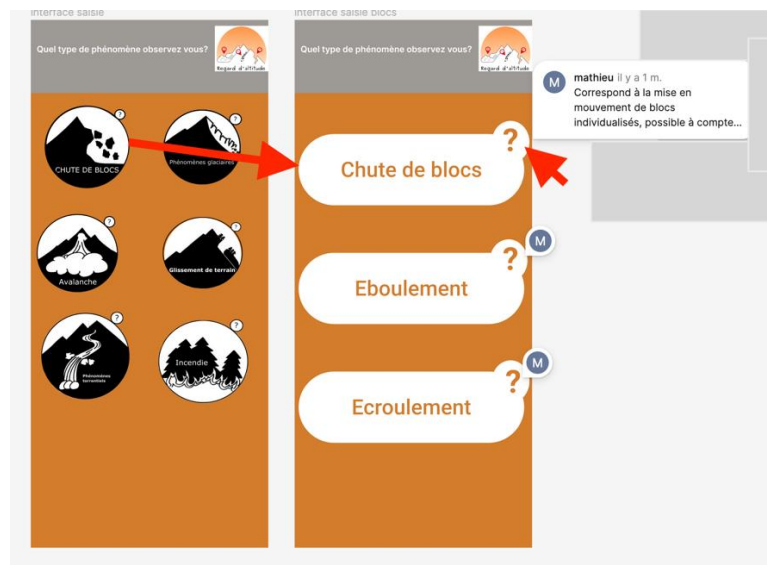 Interface saisie
Interface saisie blocs
Quel type de phénomène observez vous?
Regard d'altitude
Quel type de phénomène observez vous?
Regard d'altitude
M
mathieu il y a 1 m.
Correspond à la mise en
mouvement de blocs
individualisés, possible à compte...
?
CHUTE DE BLOCS
?
Phénomènes glaciaires
?
Chute de blocs
?
Avalanche
?
Glissement de terrain
?
M
Eboulement
?
Phénomènes
torrentiels
?
Incendie
?
M
Ecroulement